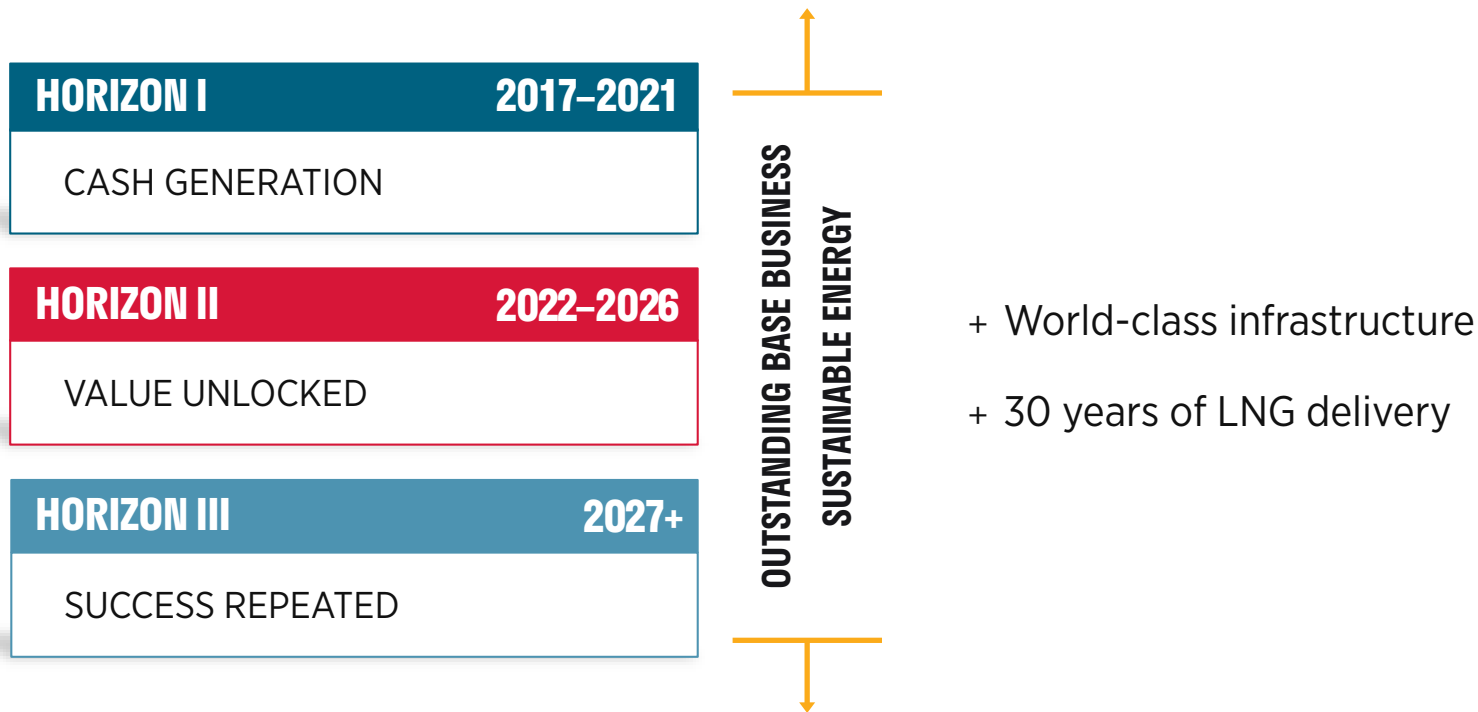 HORIZON I 2017–2021
CASH GENERATION
HORIZON II 2022–2026
VALUE UNLOCKED
HORIZON III 2027+
SUCCESS REPEATED
OUTSTANDING BASE BUSINESS
SUSTAINABLE ENERGY
+ World-class infrastructure
+ 30 years of LNG delivery